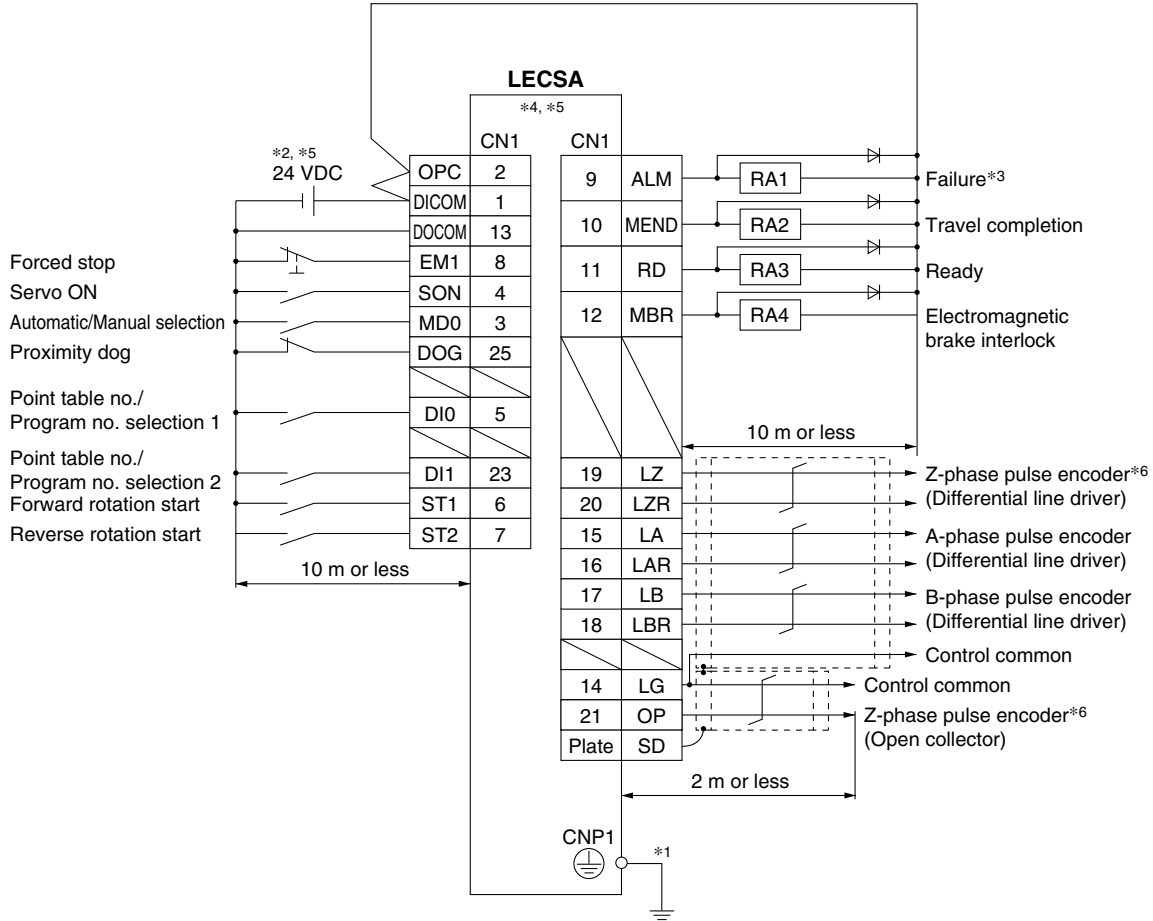 LECSA
*4, *5
CN1
CN1
*2, *5
24 VDC
OPC 2
DICOM 1
DOCOM 13
Forced stop EM1 8
Servo ON SON 4
Automatic/Manual selection MD0 3
Proximity dog DOG 25
Point table no./
Program no. selection 1 DI0 5
Point table no./
Program no. selection 2 DI1 23
Forward rotation start ST1 6
Reverse rotation start ST2 7
10 m or less
9 ALM RA1 Failure*3
10 MEND RA2 Travel completion
11 RD RA3 Ready
12 MBR RA4 Electromagnetic
brake interlock
10 m or less
19 LZ Z-phase pulse encoder*6
20 LZR (Differential line driver)
15 LA A-phase pulse encoder
16 LAR (Differential line driver)
17 LB B-phase pulse encoder
18 LBR (Differential line driver)
Control common
14 LG Control common
21 OP Z-phase pulse encoder*6
Plate SD (Open collector)
2 m or less
CNP1
*1